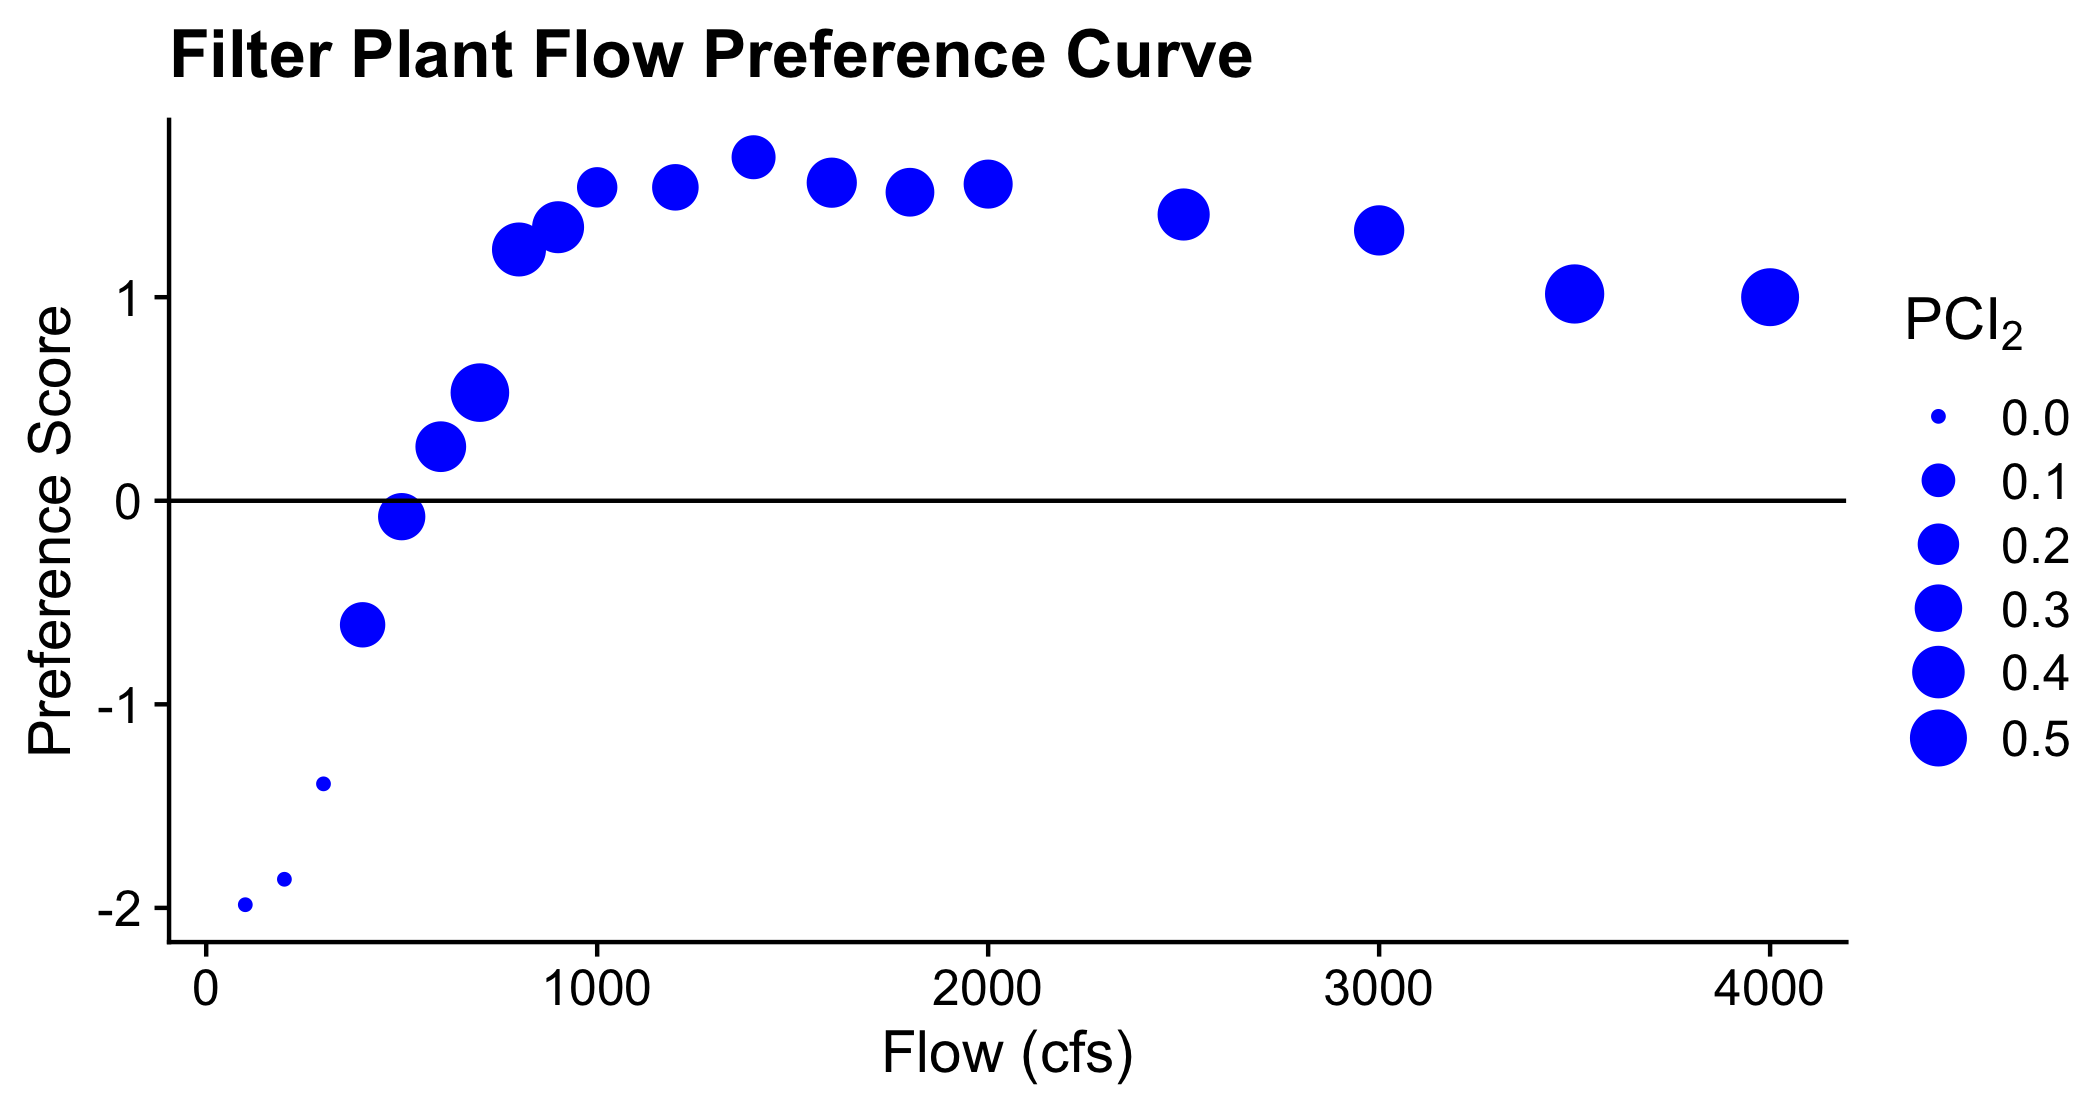 Filter Plant Flow Preference Curve
Preference Score
1
0
-1
-2
0 1000 2000 3000 4000
Flow (cfs)
PCI₂
0.0
0.1
0.2
0.3
0.4
0.5